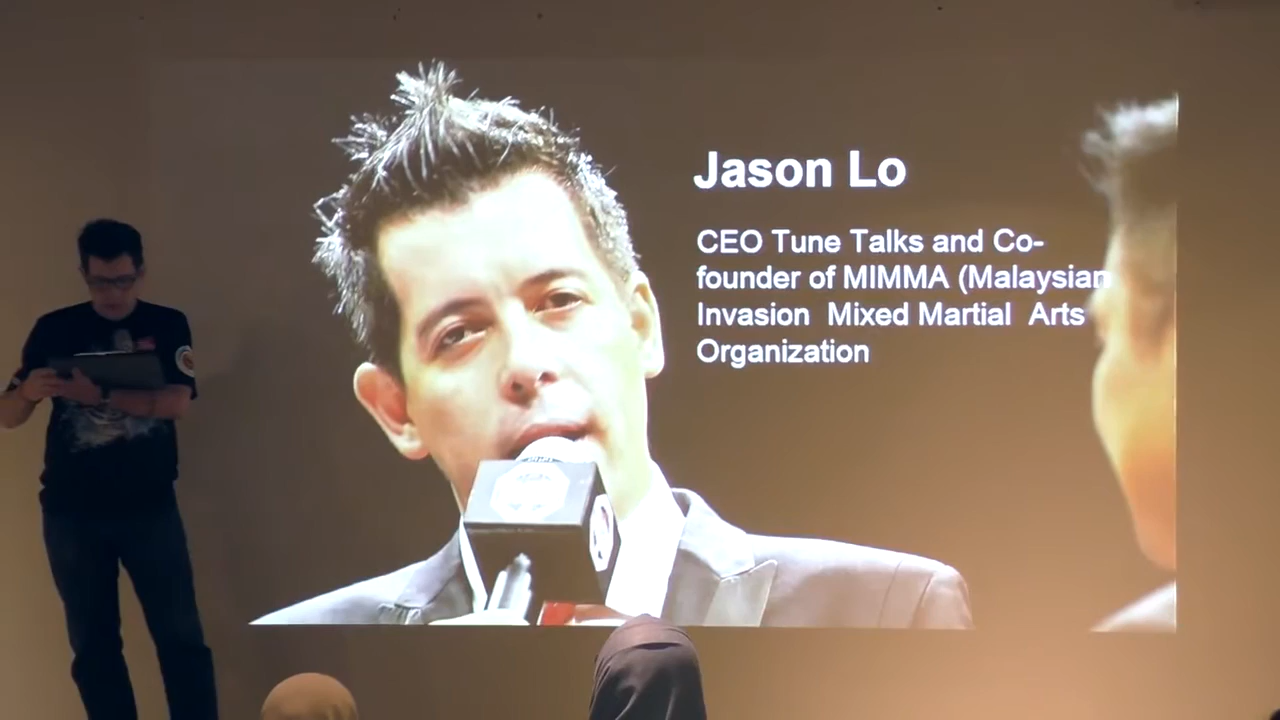 Jason Lo
CEO Tune Talks and Co-
founder of MIMMA (Malaysian
Invasion Mixed Martial Arts
Organization